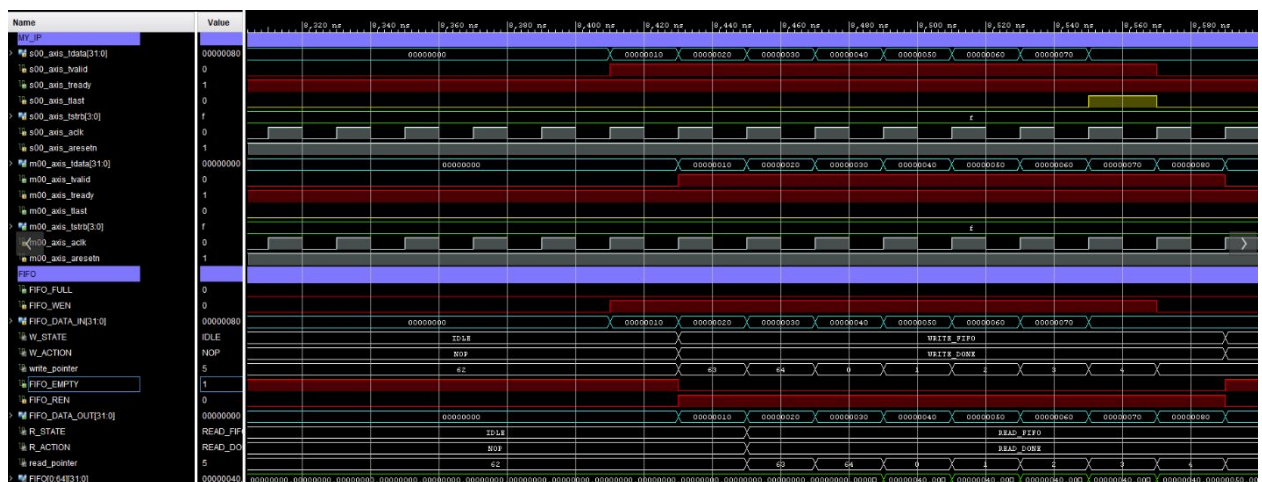 Name Value 8,320 ns 8,340 ns 8,360 ns 8,380 ns 8,400 ns 8,420 ns 8,440 ns 8,460 ns 8,480 ns 8,500 ns 8,520 ns 8,540 ns 8,560 ns 8,580 ns
MY_IP
s00_axis_tdata[31:0] 00000080 00000000 00000010 00000020 00000030 00000040 00000050 00000060 00000070
s00_axis_tvalid 0
s00_axis_tready 1
s00_axis_tlast 0
s00_axis_tstrb[3:0] f f
s00_axis_aclk 0
s00_axis_aresetn 1
m00_axis_tdata[31:0] 00000000 00000000 00000010 00000020 00000030 00000040 00000050 00000060 00000070 00000080
m00_axis_tvalid 0
m00_axis_tready 1
m00_axis_tlast 0
m00_axis_tstrb[3:0] f f
m00_axis_aclk 0
m00_axis_aresetn 1
FIFO
FIFO_FULL 0
FIFO_WEN 0
FIFO_DATA_IN[31:0] 00000080 00000000 00000010 00000020 00000030 00000040 00000050 00000060 00000070
W_STATE IDLE IDLE WRITE_FIFO
W_ACTION NOP NOP WRITE_DONE
write_pointer 5 62 63 64 0 1 2 3 4
FIFO_EMPTY 1
FIFO_REN 0
FIFO_DATA_OUT[31:0] 00000000 00000000 00000010 00000020 00000030 00000040 00000050 00000060 00000070 00000080
R_STATE READ_FIF IDLE READ_FIFO
R_ACTION READ_DO NOP READ_DONE
read_pointer 5 62 63 64 0 1 2 3 4
FIFO[0:64][31:0] 00000040